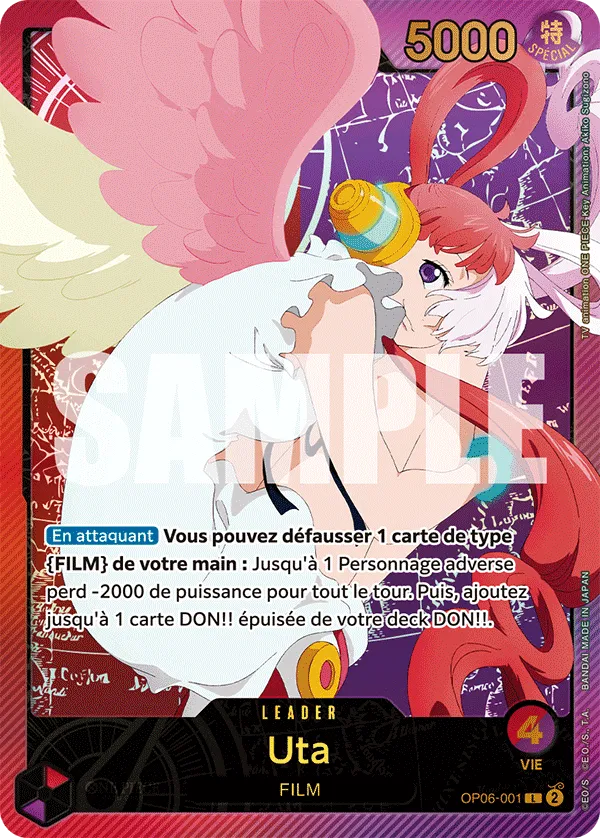 5000
特
SPÉCIAL
TV animation ONE PIECE Key Animation: Akiko Sugizono
SAMPLE
En attaquant Vous pouvez défausser 1 carte de type
{FILM} de votre main : Jusqu'à 1 Personnage adverse
perd -2000 de puissance pour tout le tour. Puis, ajoutez
jusqu'à 1 carte DON!! épuisée de votre deck DON!!.
BANDAI MADE IN JAPAN
©E.O./S., T.A.
©EO/S
LEADER
Uta
FILM
4
VIE
OP06-001 L 2